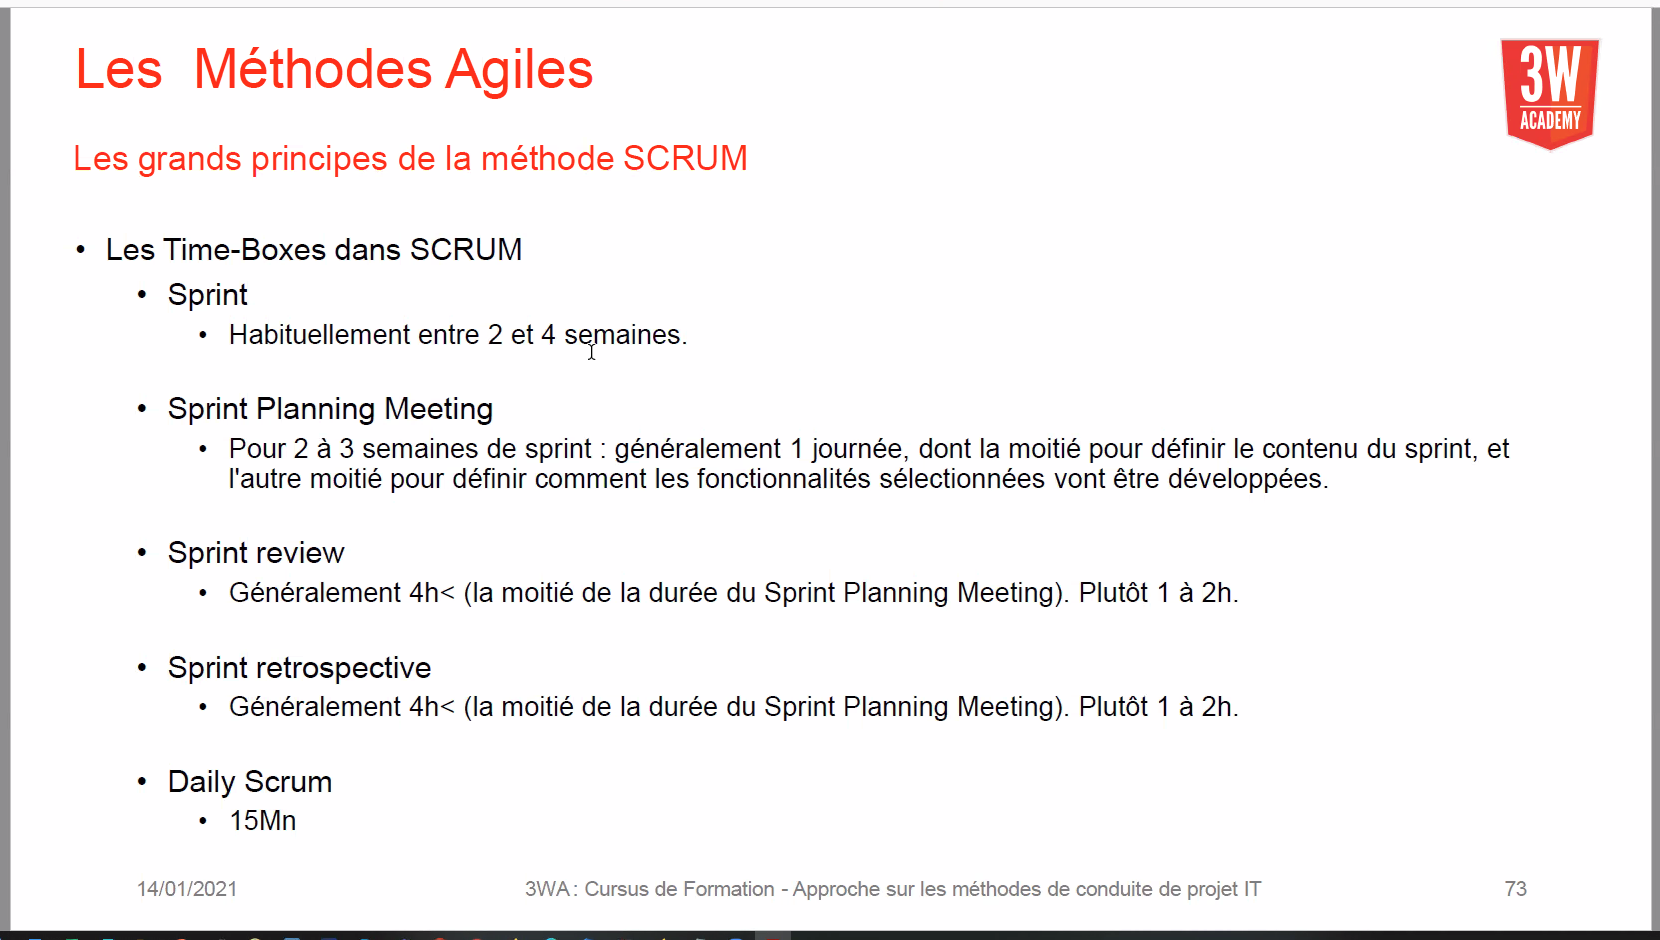 Les  Méthodes Agiles
3W
ACADEMY
Les grands principes de la méthode SCRUM
• Les Time-Boxes dans SCRUM
• Sprint
• Habituellement entre 2 et 4 semaines.
• Sprint Planning Meeting
• Pour 2 à 3 semaines de sprint : généralement 1 journée, dont la moitié pour définir le contenu du sprint, et
l'autre moitié pour définir comment les fonctionnalités sélectionnées vont être développées.
• Sprint review
• Généralement 4h< (la moitié de la durée du Sprint Planning Meeting). Plutôt 1 à 2h.
• Sprint retrospective
• Généralement 4h< (la moitié de la durée du Sprint Planning Meeting). Plutôt 1 à 2h.
• Daily Scrum
• 15Mn
14/01/2021
3WA : Cursus de Formation - Approche sur les méthodes de conduite de projet IT
73